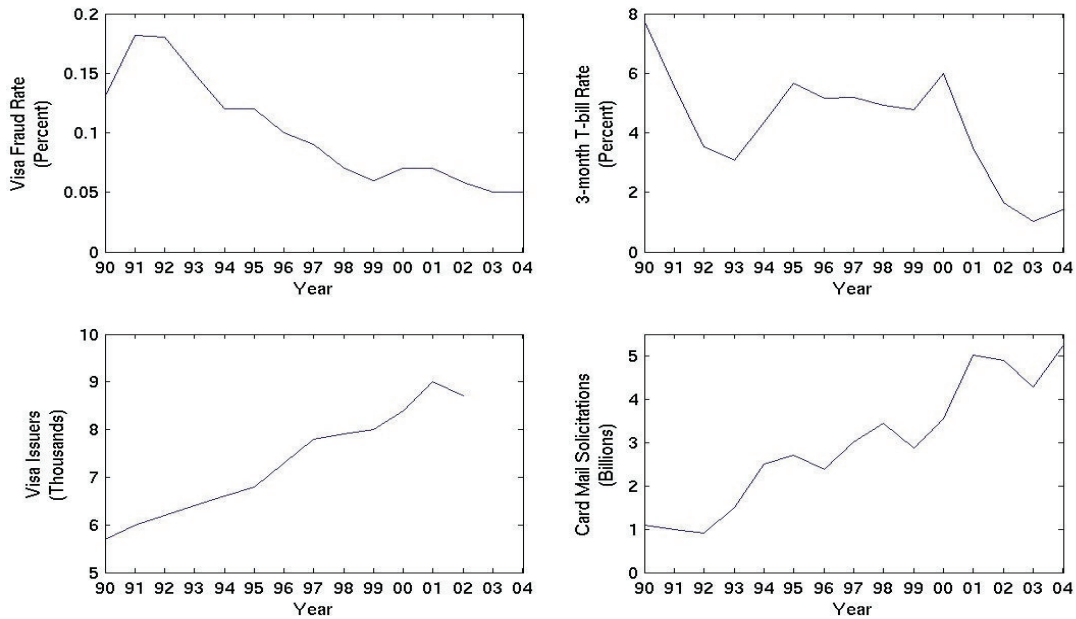 Visa Fraud Rate
(Percent)
0.2
0.15
0.1
0.05
0
90 91 92 93 94 95 96 97 98 99 00 01 02 03 04
Year
3-month T-bill Rate
(Percent)
8
6
4
2
0
90 91 92 93 94 95 96 97 98 99 00 01 02 03 04
Year
Visa Issuers
(Thousands)
10
9
8
7
6
5
90 91 92 93 94 95 96 97 98 99 00 01 02 03 04
Year
Card Mail Solicitations
(Billions)
5
4
3
2
1
0
90 91 92 93 94 95 96 97 98 99 00 01 02 03 04
Year